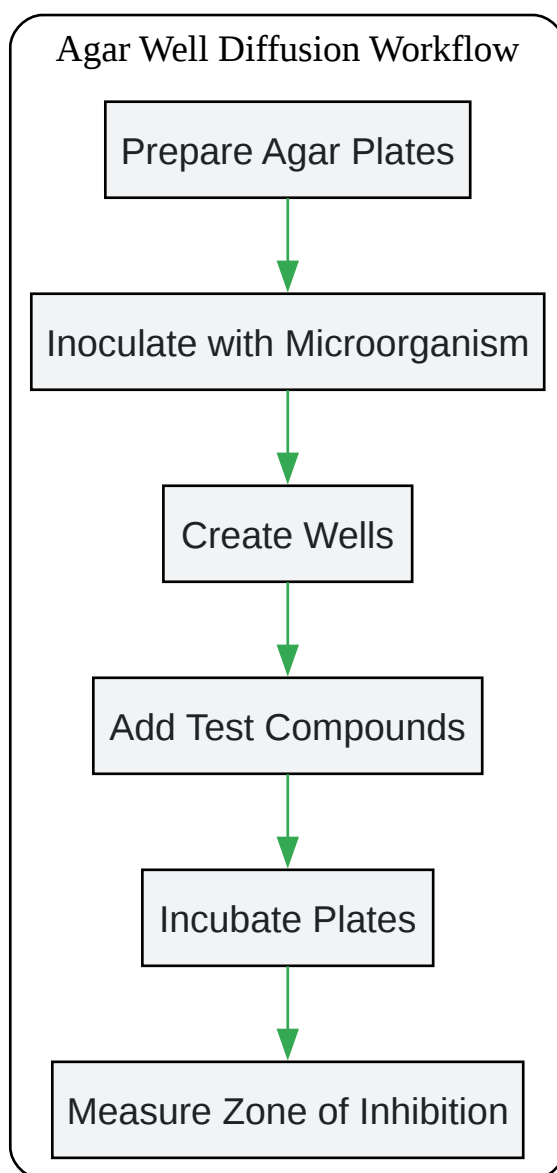 Agar Well Diffusion Workflow
Prepare Agar Plates
Inoculate with Microorganism
Create Wells
Add Test Compounds
Incubate Plates
Measure Zone of Inhibition